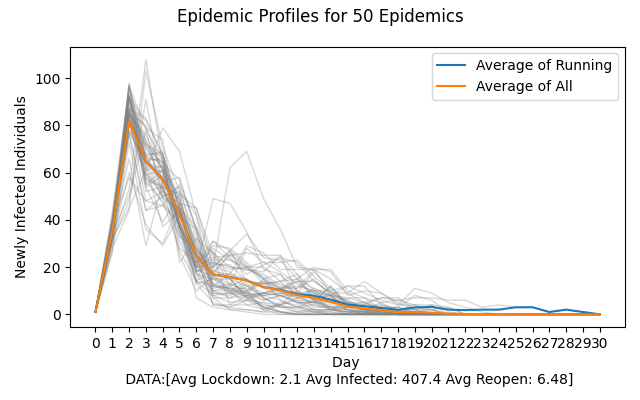 Epidemic Profiles for 50 Epidemics
Average of Running
Average of All
Newly Infected Individuals
100
80
60
40
20
0
0 1 2 3 4 5 6 7 8 9 10 11 12 13 14 15 16 17 18 19 20 21 22 23 24 25 26 27 28 29 30
Day
DATA:[Avg Lockdown: 2.1 Avg Infected: 407.4 Avg Reopen: 6.48]